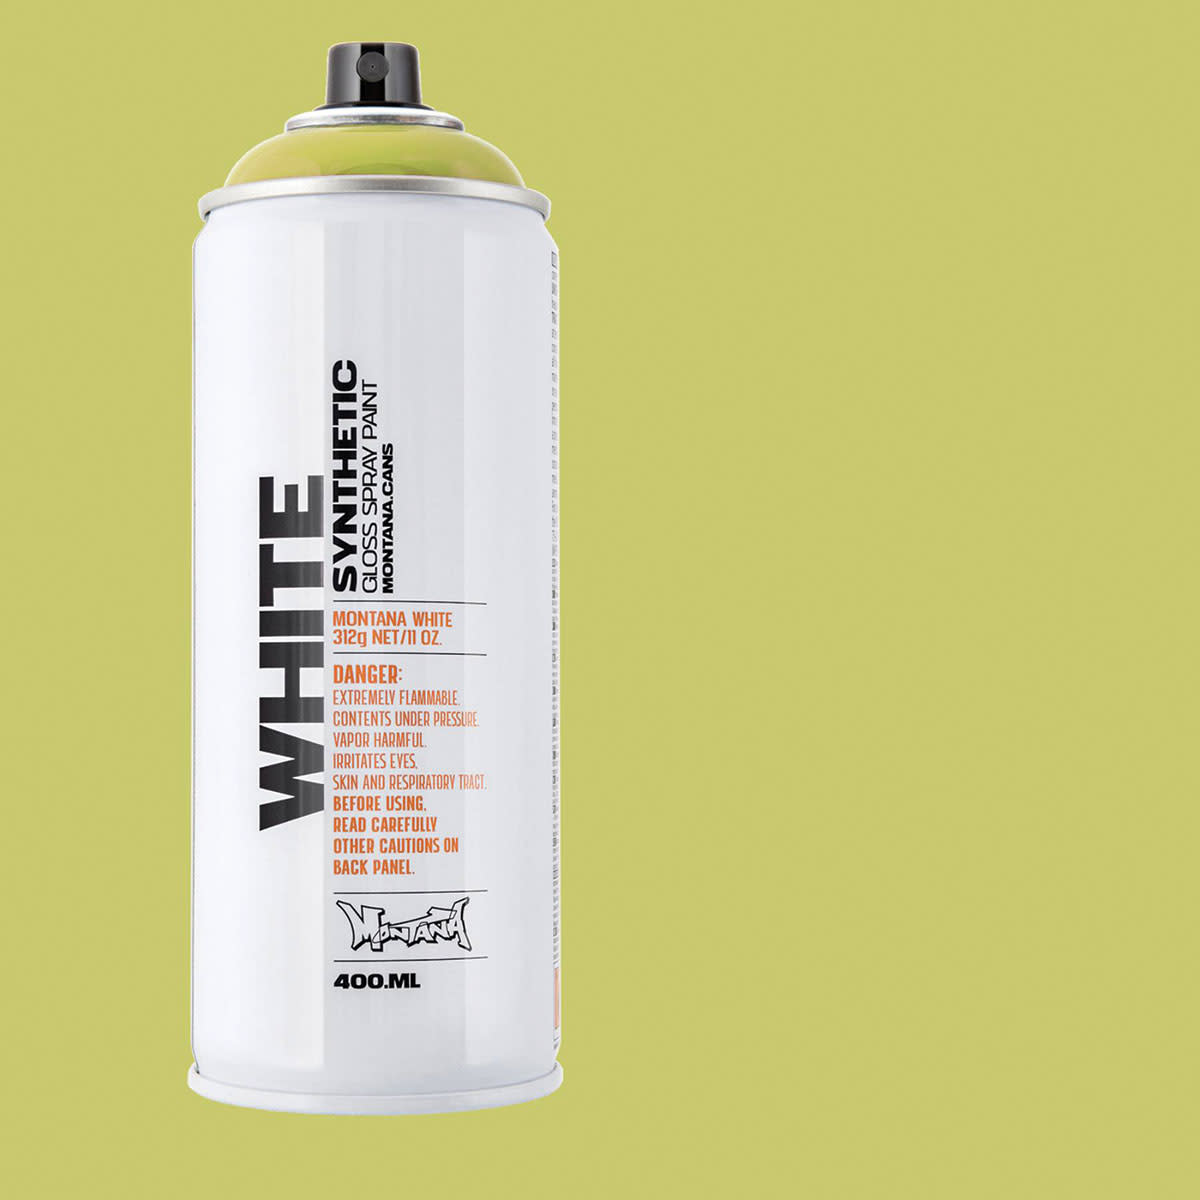 WHITE
SYNTHETIC
GLOSS SPRAY PAINT
MONTANA.CANS
MONTANA WHITE
312g NET/11 OZ.
DANGER:
EXTREMELY FLAMMABLE.
CONTENTS UNDER PRESSURE.
VAPOR HARMFUL.
IRRITATES EYES,
SKIN AND RESPIRATORY TRACT.
BEFORE USING,
READ CAREFULLY
OTHER CAUTIONS ON
BACK PANEL.
MONTANA
400.ML